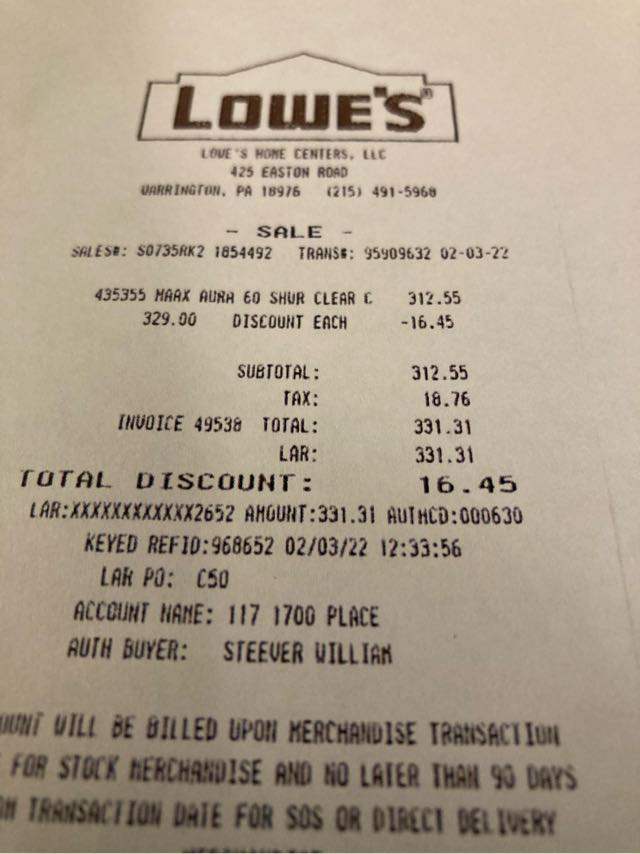 LOWE'S®
LOWE'S HOME CENTERS, LLC
425 EASTON ROAD
WARRINGTON, PA 18976 (215) 491-5968
- SALE -
SALES#: S0735RK2 1854492 TRANS#: 95909632 02-03-22
435355 MAAX AURA 60 SHUR CLEAR C 312.55
329.00 DISCOUNT EACH -16.45
SUBTOTAL: 312.55
TAX: 18.76
INVOICE 49538 TOTAL: 331.31
LAR: 331.31
TOTAL DISCOUNT: 16.45
LAR:XXXXXXXXXXXX2652 AMOUNT:331.31 AUTHCD:000630
KEYED REFID:968652 02/03/22 12:33:56
LAR PO: C50
ACCOUNT NAME: 117 1700 PLACE
AUTH BUYER: STEEVER WILLIAM
WILL BE BILLED UPON MERCHANDISE TRANSACTION
FOR STOCK MERCHANDISE AND NO LATER THAN 90 DAYS
TRANSACTION DATE FOR SOS OR DIRECT DELIVERY